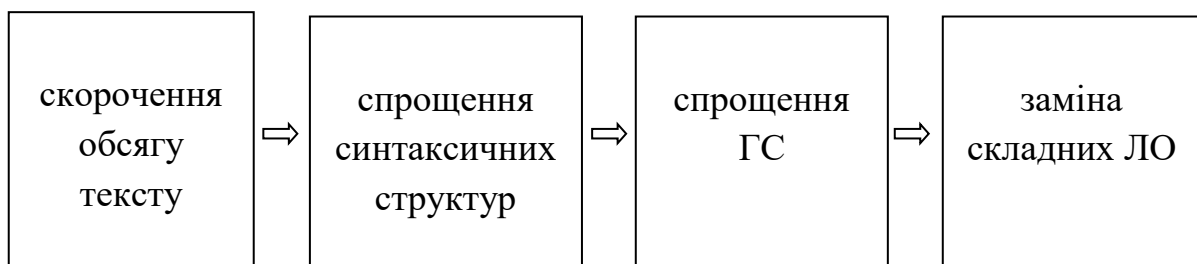 скорочення
обсягу
тексту
спрощення
синтаксичних
структур
спрощення
ГС
заміна
складних ЛО